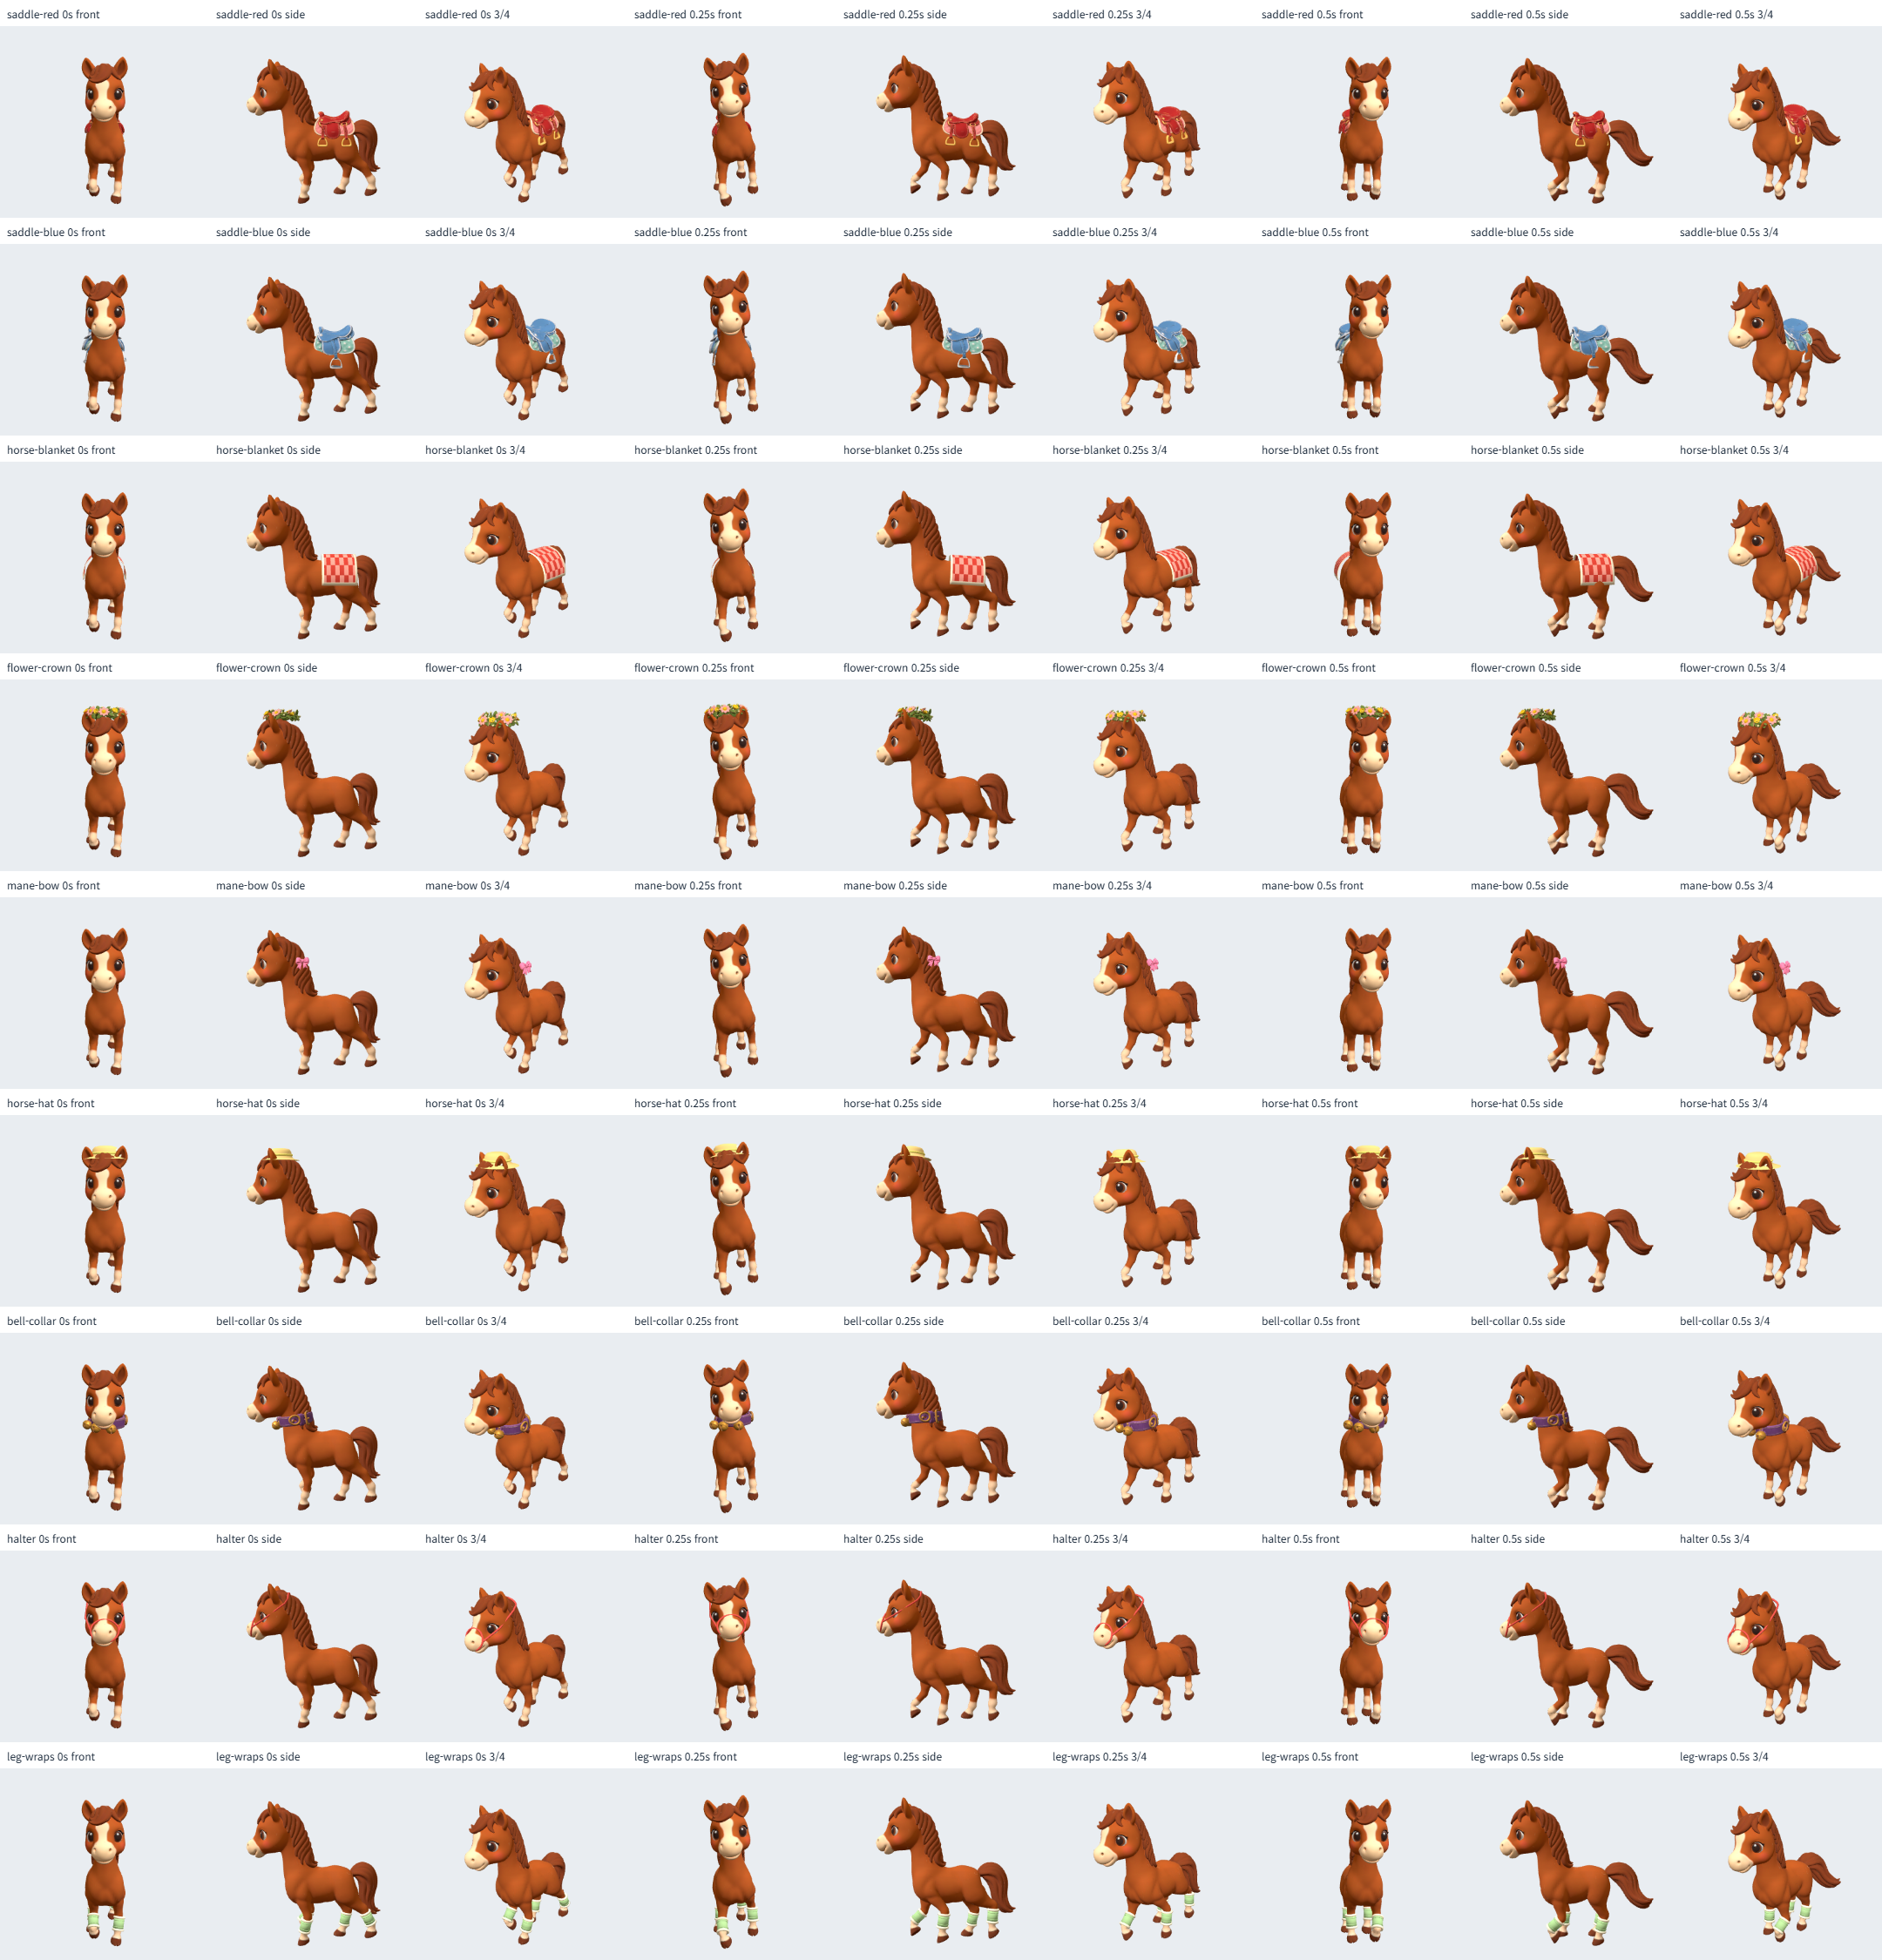 saddle-red 0s front saddle-red 0s side saddle-red 0s 3/4 saddle-red 0.25s front saddle-red 0.25s side saddle-red 0.25s 3/4 saddle-red 0.5s front saddle-red 0.5s side saddle-red 0.5s 3/4
saddle-blue 0s front saddle-blue 0s side saddle-blue 0s 3/4 saddle-blue 0.25s front saddle-blue 0.25s side saddle-blue 0.25s 3/4 saddle-blue 0.5s front saddle-blue 0.5s side saddle-blue 0.5s 3/4
horse-blanket 0s front horse-blanket 0s side horse-blanket 0s 3/4 horse-blanket 0.25s front horse-blanket 0.25s side horse-blanket 0.25s 3/4 horse-blanket 0.5s front horse-blanket 0.5s side horse-blanket 0.5s 3/4
flower-crown 0s front flower-crown 0s side flower-crown 0s 3/4 flower-crown 0.25s front flower-crown 0.25s side flower-crown 0.25s 3/4 flower-crown 0.5s front flower-crown 0.5s side flower-crown 0.5s 3/4
mane-bow 0s front mane-bow 0s side mane-bow 0s 3/4 mane-bow 0.25s front mane-bow 0.25s side mane-bow 0.25s 3/4 mane-bow 0.5s front mane-bow 0.5s side mane-bow 0.5s 3/4
horse-hat 0s front horse-hat 0s side horse-hat 0s 3/4 horse-hat 0.25s front horse-hat 0.25s side horse-hat 0.25s 3/4 horse-hat 0.5s front horse-hat 0.5s side horse-hat 0.5s 3/4
bell-collar 0s front bell-collar 0s side bell-collar 0s 3/4 bell-collar 0.25s front bell-collar 0.25s side bell-collar 0.25s 3/4 bell-collar 0.5s front bell-collar 0.5s side bell-collar 0.5s 3/4
halter 0s front halter 0s side halter 0s 3/4 halter 0.25s front halter 0.25s side halter 0.25s 3/4 halter 0.5s front halter 0.5s side halter 0.5s 3/4
leg-wraps 0s front leg-wraps 0s side leg-wraps 0s 3/4 leg-wraps 0.25s front leg-wraps 0.25s side leg-wraps 0.25s 3/4 leg-wraps 0.5s front leg-wraps 0.5s side leg-wraps 0.5s 3/4